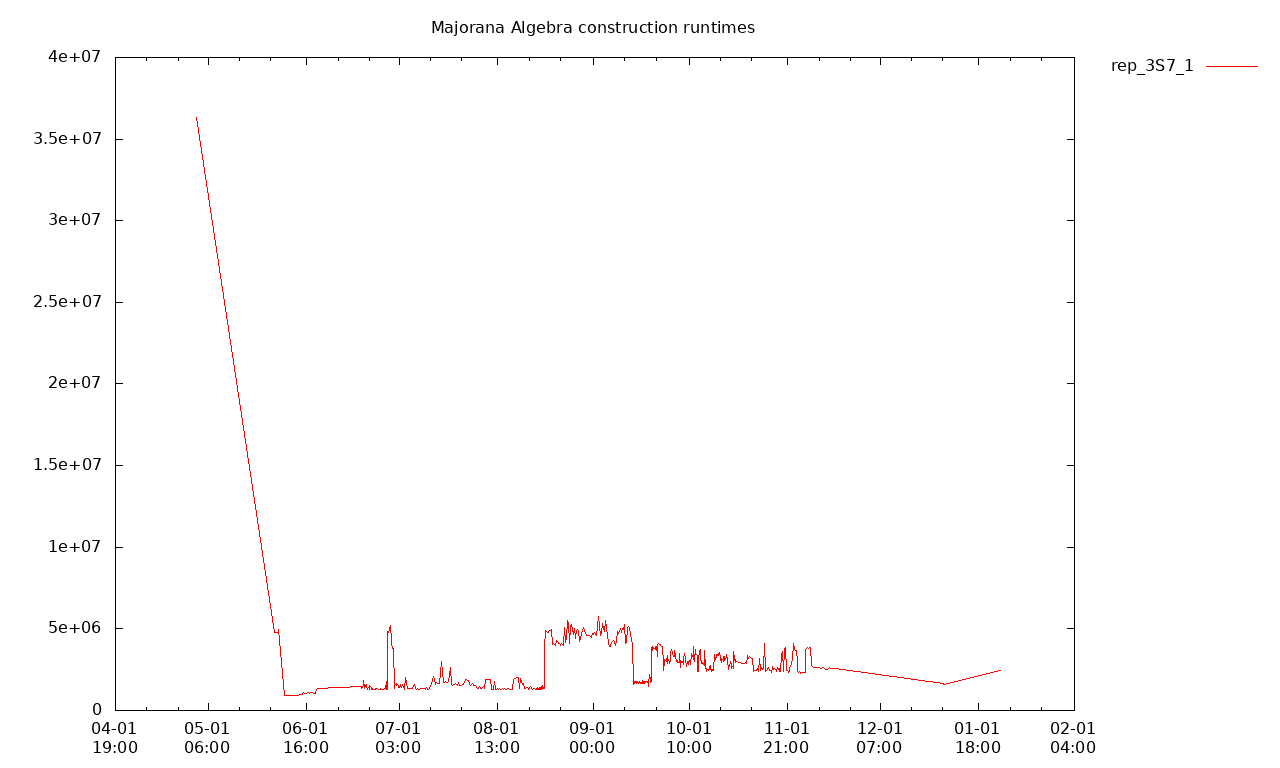 Majorana Algebra construction runtimes
rep_3S7_1
4e+07
3.5e+07
3e+07
2.5e+07
2e+07
1.5e+07
1e+07
5e+06
0
04-01 05-01 06-01 07-01 08-01 09-01 10-01 11-01 12-01 01-01 02-01
19:00 06:00 16:00 03:00 13:00 00:00 10:00 21:00 07:00 18:00 04:00